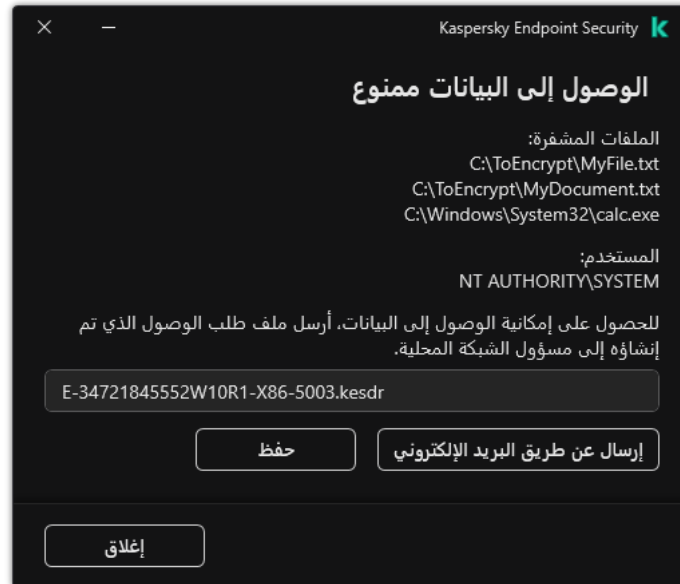 Kaspersky Endpoint Security
الوصول إلى البيانات ممنوع
الملفات المشفرة:
C:\ToEncrypt\MyFile.txt
C:\ToEncrypt\MyDocument.txt
C:\Windows\System32\calc.exe
المستخدم:
NT AUTHORITY\SYSTEM
للحصول على إمكانية الوصول إلى البيانات، أرسل ملف طلب الوصول الذي تم
إنشاؤه إلى مسؤول الشبكة المحلية.
E-34721845552W10R1-X86-5003.kesdr
إرسال عن طريق البريد الإلكتروني
حفظ
إغلاق